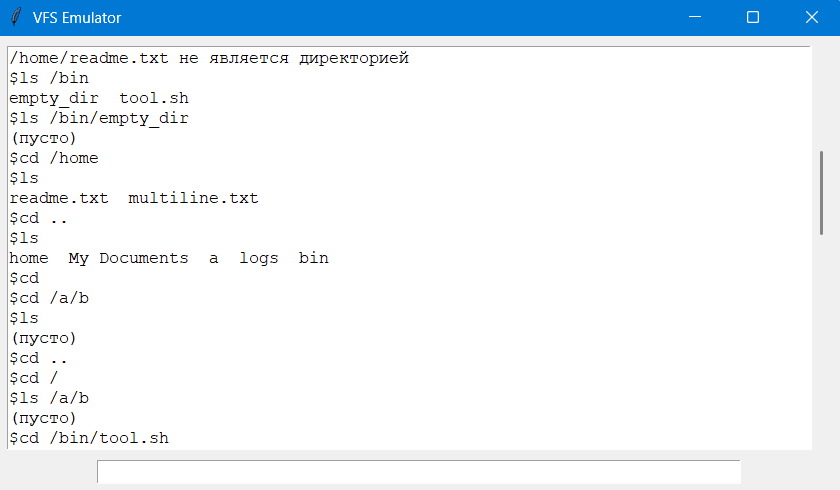 VFS Emulator
/home/readme.txt не является директорией
$ls /bin
empty_dir  tool.sh
$ls /bin/empty_dir
(пусто)
$cd /home
$ls
readme.txt  multiline.txt
$cd ..
$ls
home  My Documents  a  logs  bin
$cd
$cd /a/b
$ls
(пусто)
$cd ..
$cd /
$ls /a/b
(пусто)
$cd /bin/tool.sh